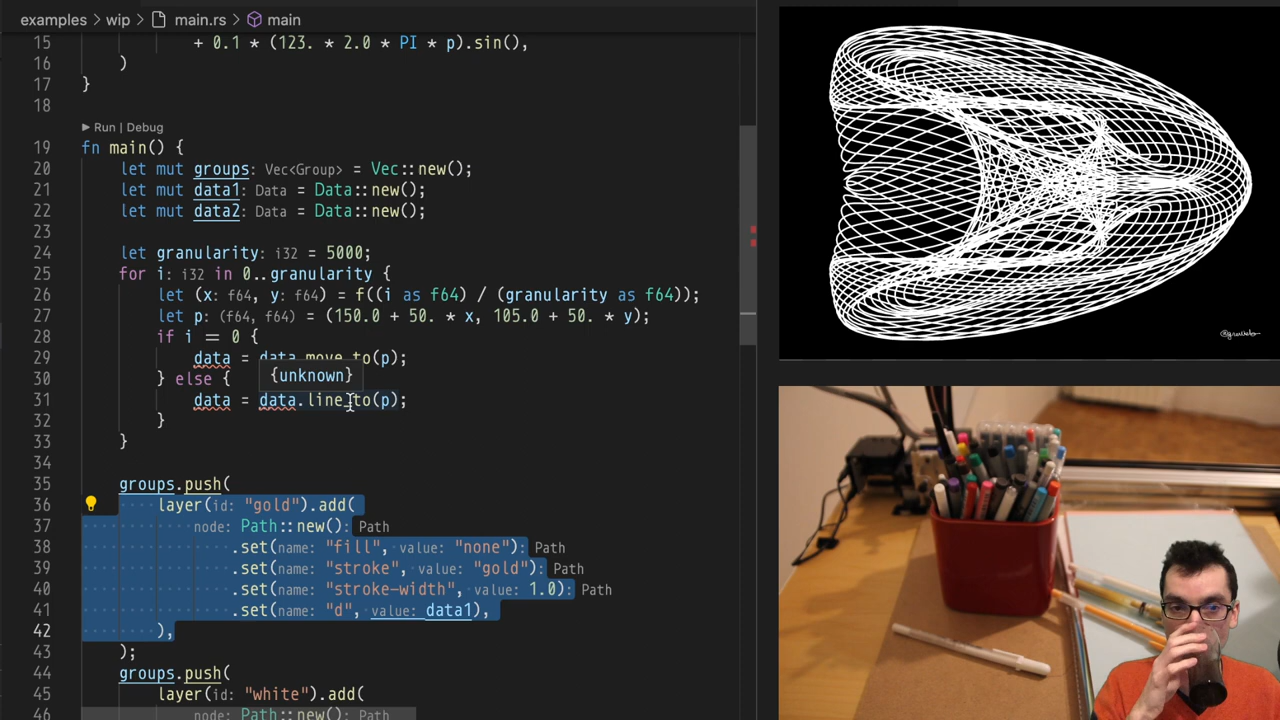 examples > wip > main.rs > main
15 + 0.1 * (123. * 2.0 * PI * p).sin(),
16 )
17 }
18
▶ Run | Debug
19 fn main() {
20 let mut groups: Vec<Group> = Vec::new();
21 let mut data1: Data = Data::new();
22 let mut data2: Data = Data::new();
23
24 let granularity: i32 = 5000;
25 for i: i32 in 0..granularity {
26 let (x: f64, y: f64) = f((i as f64) / (granularity as f64));
27 let p: (f64, f64) = (150.0 + 50. * x, 105.0 + 50. * y);
28 if i == 0 {
29 data = data.move_to(p);
30 } else {
{unknown}
31 data = data.line_to(p);
32 }
33 }
34
35 groups.push(
36 layer(id: "gold").add(
37 node: Path::new(): Path
38 .set(name: "fill", value: "none"): Path
39 .set(name: "stroke", value: "gold"): Path
40 .set(name: "stroke-width", value: 1.0): Path
41 .set(name: "d", value: data1),
42 ),
43 );
44 groups.push(
45 layer(id: "white").add(
46 node: Path::new(): Path